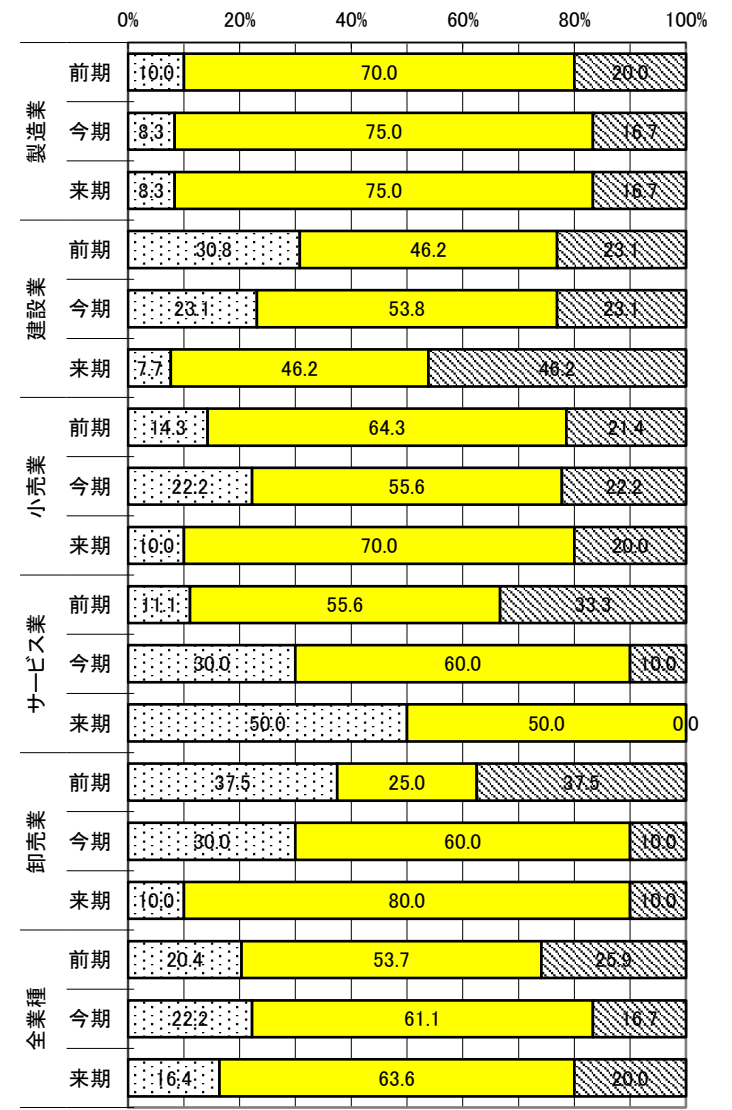 0% 20% 40% 60% 80% 100%
製造業
前期 10.0 70.0 20.0
今期 8.3 75.0 16.7
来期 8.3 75.0 16.7
建設業
前期 30.8 46.2 23.1
今期 23.1 53.8 23.1
来期 7.7 46.2 46.2
小売業
前期 14.3 64.3 21.4
今期 22.2 55.6 22.2
来期 10.0 70.0 20.0
サービス業
前期 11.1 55.6 33.3
今期 30.0 60.0 10.0
来期 50.0 50.0 0.0
卸売業
前期 37.5 25.0 37.5
今期 30.0 60.0 10.0
来期 10.0 80.0 10.0
全業種
前期 20.4 53.7 25.9
今期 22.2 61.1 16.7
来期 16.4 63.6 20.0